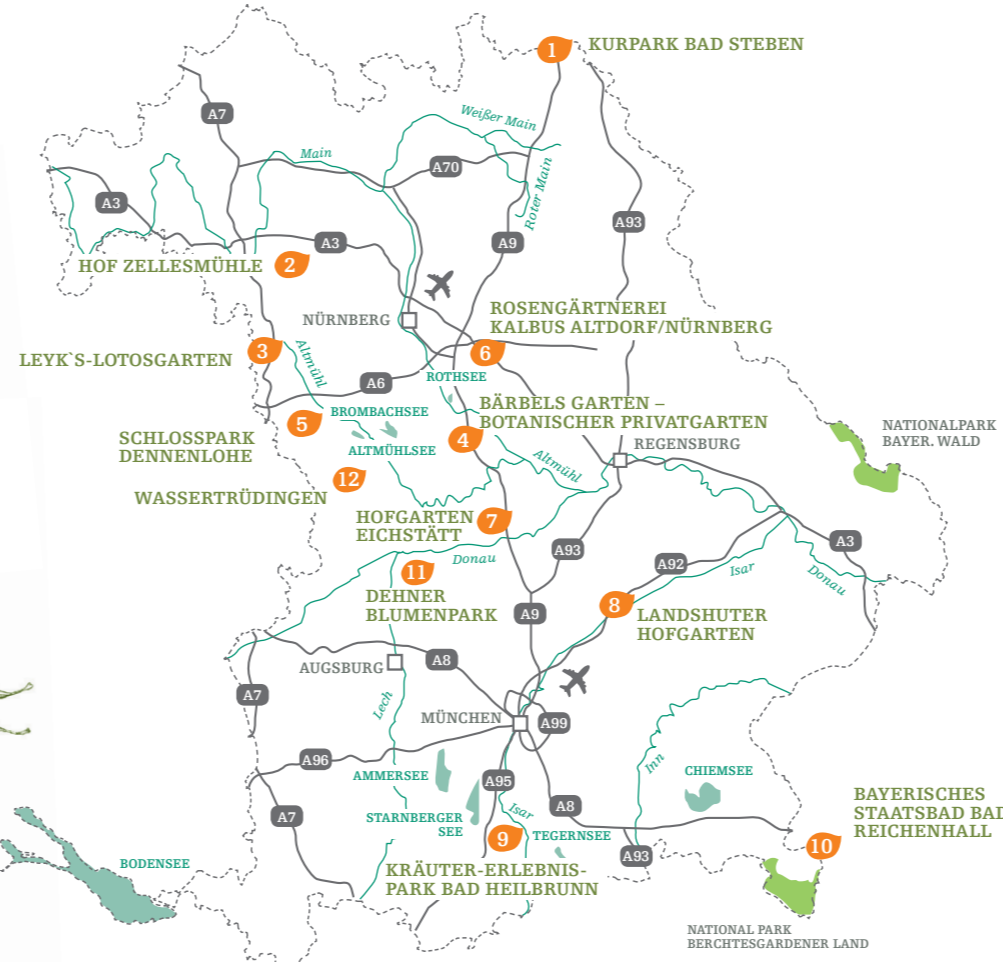 1
KURPARK BAD STEBEN
A7
Weißer Main
Main
A70
Roter Main
A3
A93
A3
A9
HOF ZELLESMÜHLE
2
ROSENGÄRTNEREI
KALBUS ALTDORF/NÜRNBERG
NÜRNBERG
3
6
LEYK`S-LOTOSGARTEN
Altmühl
ROTHSEE
A6
BROMBACHSEE
BÄRBELS GARTEN –
BOTANISCHER PRIVATGARTEN
5
4
ALTMÜHLSEE
SCHLOSSPARK
DENNENLOHE
REGENSBURG
NATIONALPARK
BAYER. WALD
Altmühl
12
WASSERTRÜDINGEN
HOFGARTEN
EICHSTÄTT
7
A93
A3
Donau
A92
Isar
Donau
11
DEHNER
BLUMENPARK
A9
8
LANDSHUTER
HOFGARTEN
AUGSBURG
A8
A7
Lech
MÜNCHEN
A99
A96
AMMERSEE
A95
Inn
CHIEMSEE
STARNBERGER
SEE
Isar
A8
A7
9
TEGERNSEE
BAYERISCHES
STAATSBAD BAD
REICHENHALL
10
A93
BODENSEE
KRÄUTER-ERLEBNIS-
PARK BAD HEILBRUNN
NATIONAL PARK
BERCHTESGARDENER LAND